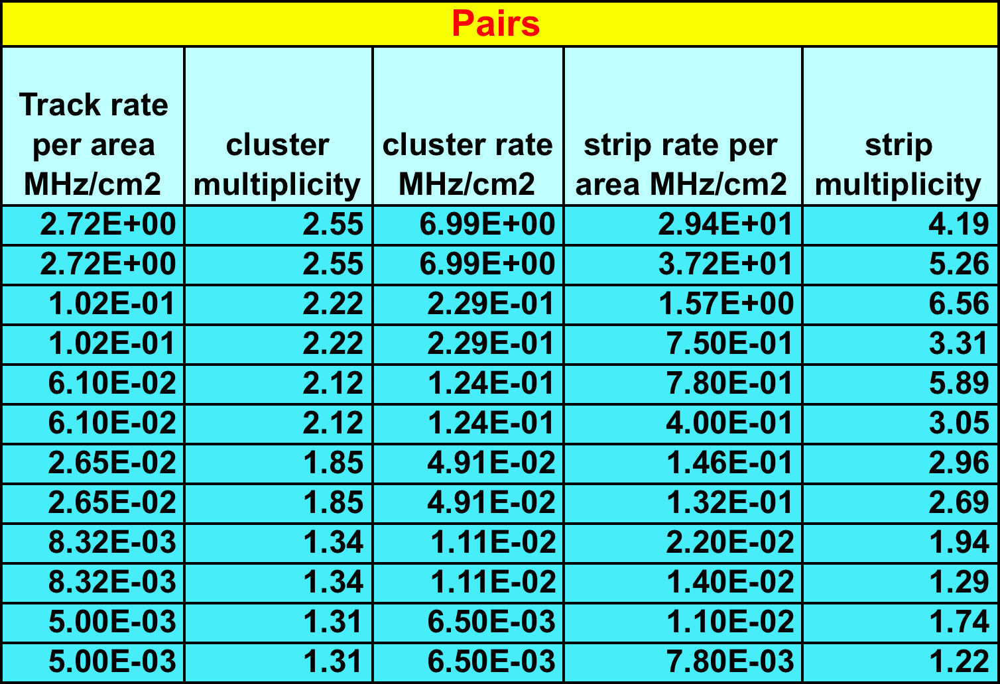 Pairs
Track rate per area MHz/cm2 cluster multiplicity cluster rate MHz/cm2 strip rate per area MHz/cm2 strip multiplicity
2.72E+00 2.55 6.99E+00 2.94E+01 4.19
2.72E+00 2.55 6.99E+00 3.72E+01 5.26
1.02E-01 2.22 2.29E-01 1.57E+00 6.56
1.02E-01 2.22 2.29E-01 7.50E-01 3.31
6.10E-02 2.12 1.24E-01 7.80E-01 5.89
6.10E-02 2.12 1.24E-01 4.00E-01 3.05
2.65E-02 1.85 4.91E-02 1.46E-01 2.96
2.65E-02 1.85 4.91E-02 1.32E-01 2.69
8.32E-03 1.34 1.11E-02 2.20E-02 1.94
8.32E-03 1.34 1.11E-02 1.40E-02 1.29
5.00E-03 1.31 6.50E-03 1.10E-02 1.74
5.00E-03 1.31 6.50E-03 7.80E-03 1.22